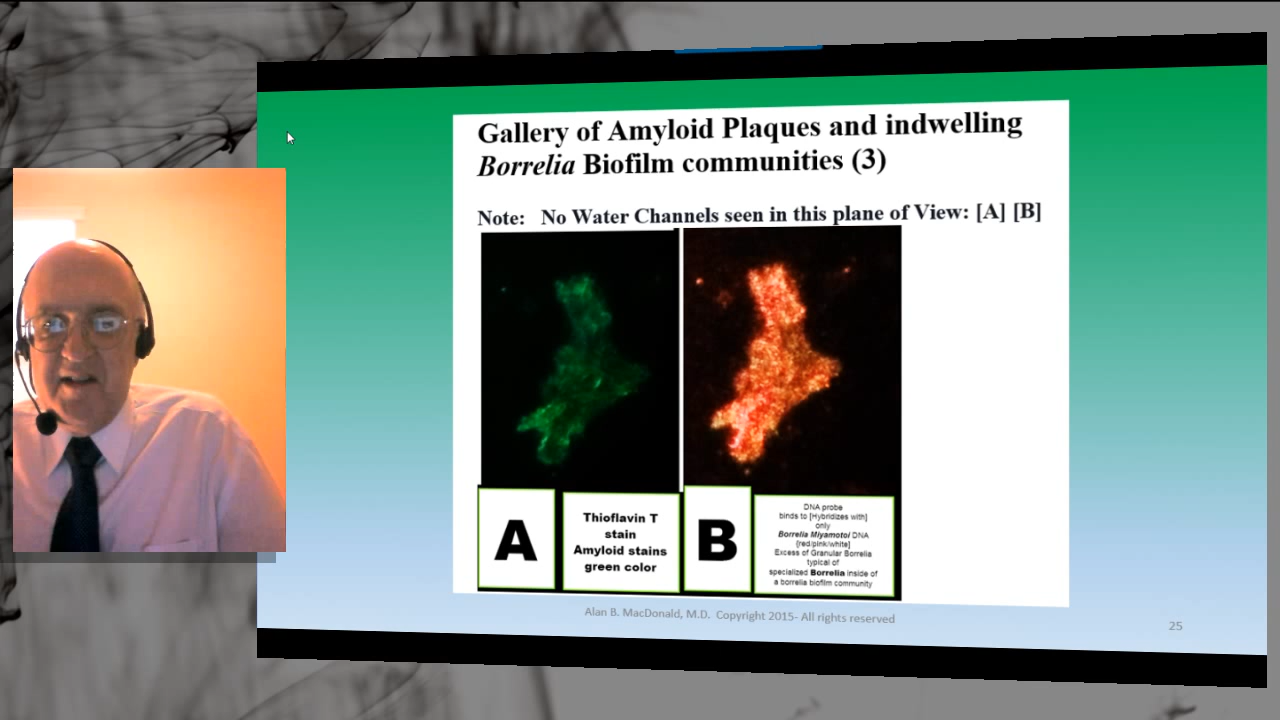 Gallery of Amyloid Plaques and indwelling
Borrelia Biofilm communities (3)
Note: No Water Channels seen in this plane of View: [A] [B]
A
Thioflavin T
stain
Amyloid stains
green color
B
DNA probe
binds to [Hybridizes with]
only
Borrelia Miyamotoi DNA
{red/pink/white]
Excess of Granular Borrelia
typical of
specialized Borrelia inside of
a borrelia biofilm community
Alan B. MacDonald, M.D. Copyright 2015- All rights reserved
25